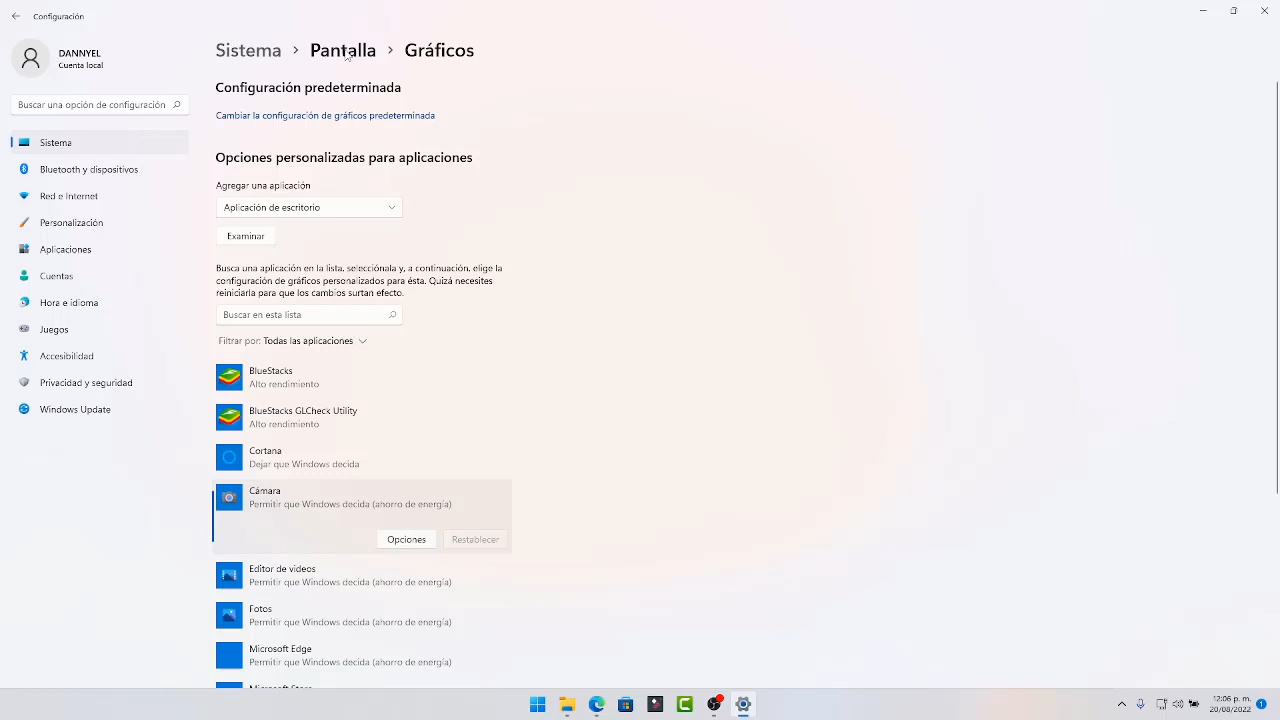 Configuración
DANNYEL
Cuenta local
Buscar una opción de configuración
Sistema
Bluetooth y dispositivos
Red e Internet
Personalización
Aplicaciones
Cuentas
Hora e idioma
Juegos
Accesibilidad
Privacidad y seguridad
Windows Update
Sistema > Pantalla > Gráficos
Configuración predeterminada
Cambiar la configuración de gráficos predeterminada
Opciones personalizadas para aplicaciones
Agregar una aplicación
Aplicación de escritorio
Examinar
Busca una aplicación en la lista, selecciónala y, a continuación, elige la
configuración de gráficos personalizados para ésta. Quizá necesites
reiniciarla para que los cambios surtan efecto.
Buscar en esta lista
Filtrar por: Todas las aplicaciones
BlueStacks
Alto rendimiento
BlueStacks GLCheck Utility
Alto rendimiento
Cortana
Dejar que Windows decida
Cámara
Permitir que Windows decida (ahorro de energía)
Opciones Restablecer
Editor de vídeos
Permitir que Windows decida (ahorro de energía)
Fotos
Permitir que Windows decida (ahorro de energía)
Microsoft Edge
Permitir que Windows decida (ahorro de energía)
Microsoft Store
12:06 p. m.
20/08/2022
1